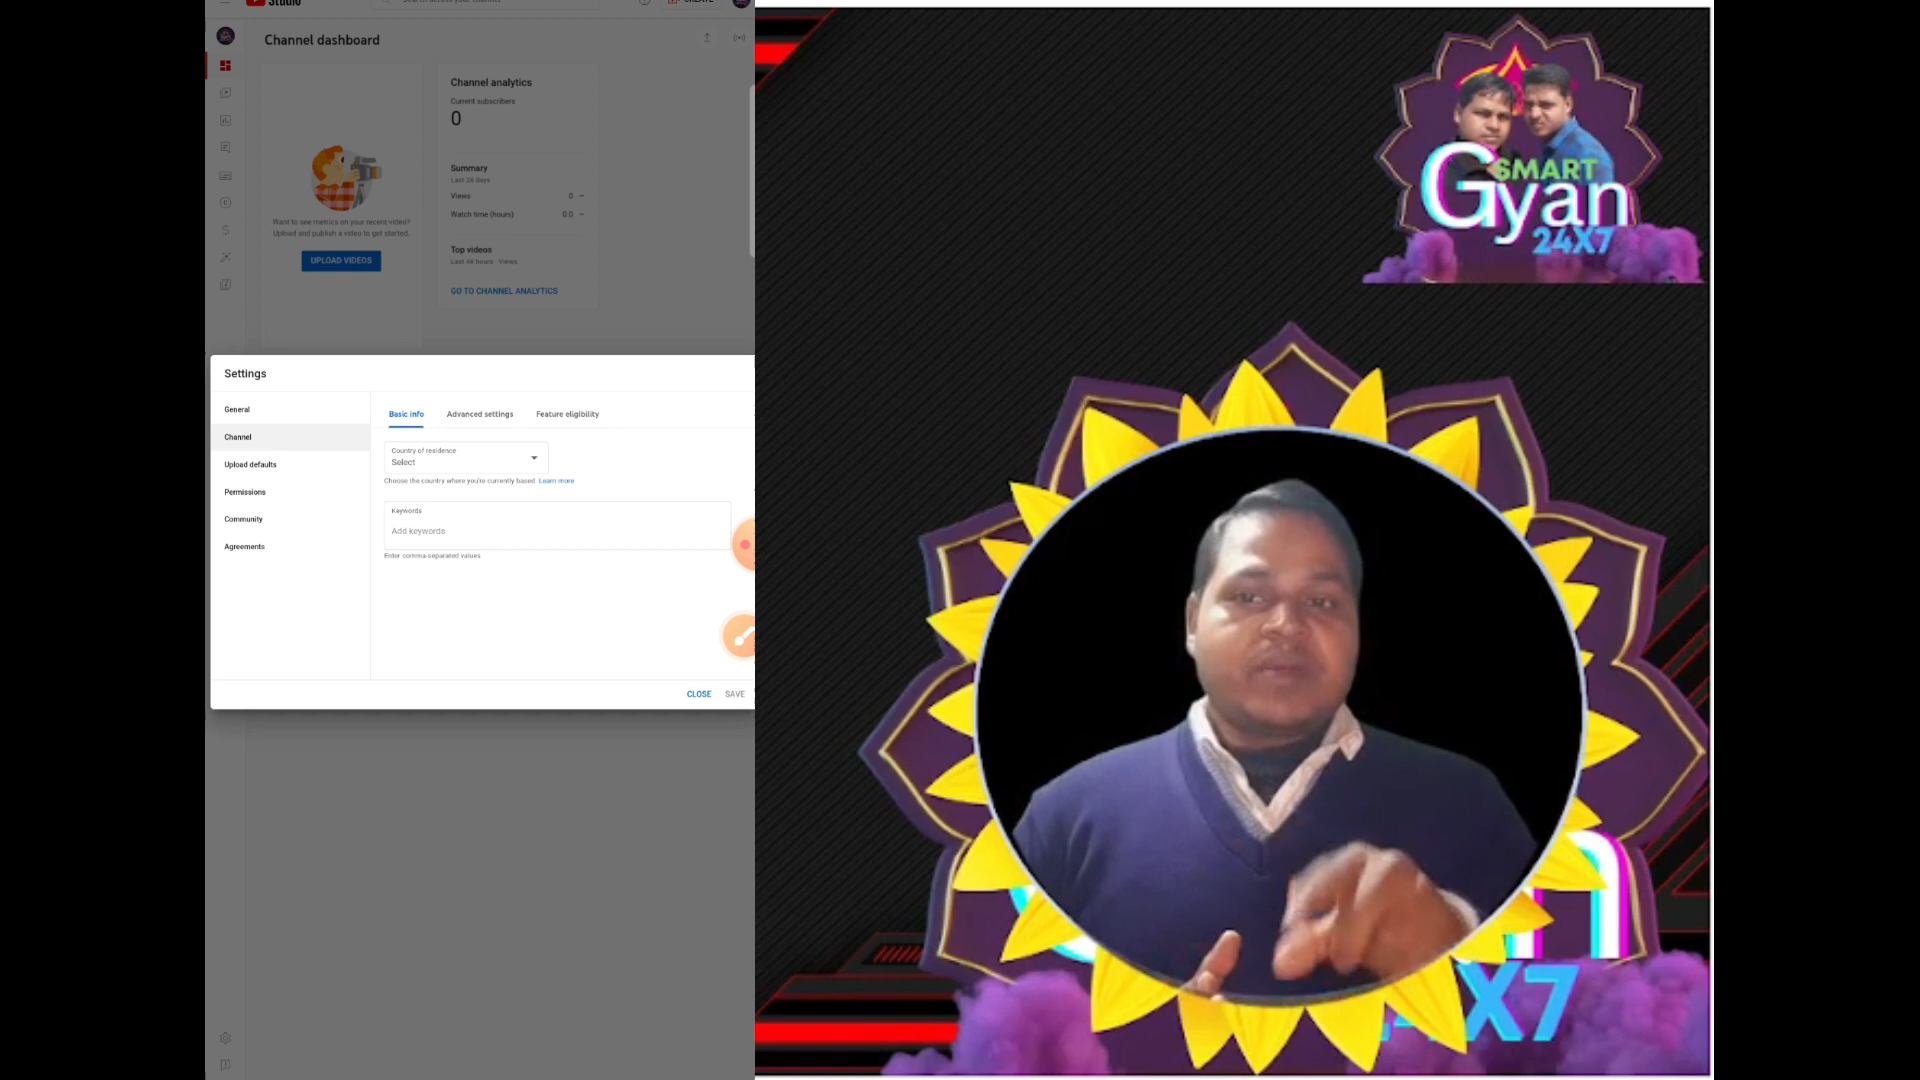 Studio
CREATE
Channel dashboard
Channel analytics
Current subscribers
0
Want to see metrics on your recent video?
Upload and publish a video to get started.
UPLOAD VIDEOS
Summary
Last 28 days
Views 0 —
Watch time (hours) 0.0 —
Top videos
Last 48 hours · Views
GO TO CHANNEL ANALYTICS
Settings
General
Channel
Upload defaults
Permissions
Community
Agreements
Basic info Advanced settings Feature eligibility
Country of residence
Select
Choose the country where you're currently based. Learn more
Keywords
Add keywords
Enter comma-separated values
CLOSE SAVE
SMART
Gyan
24X7
X7